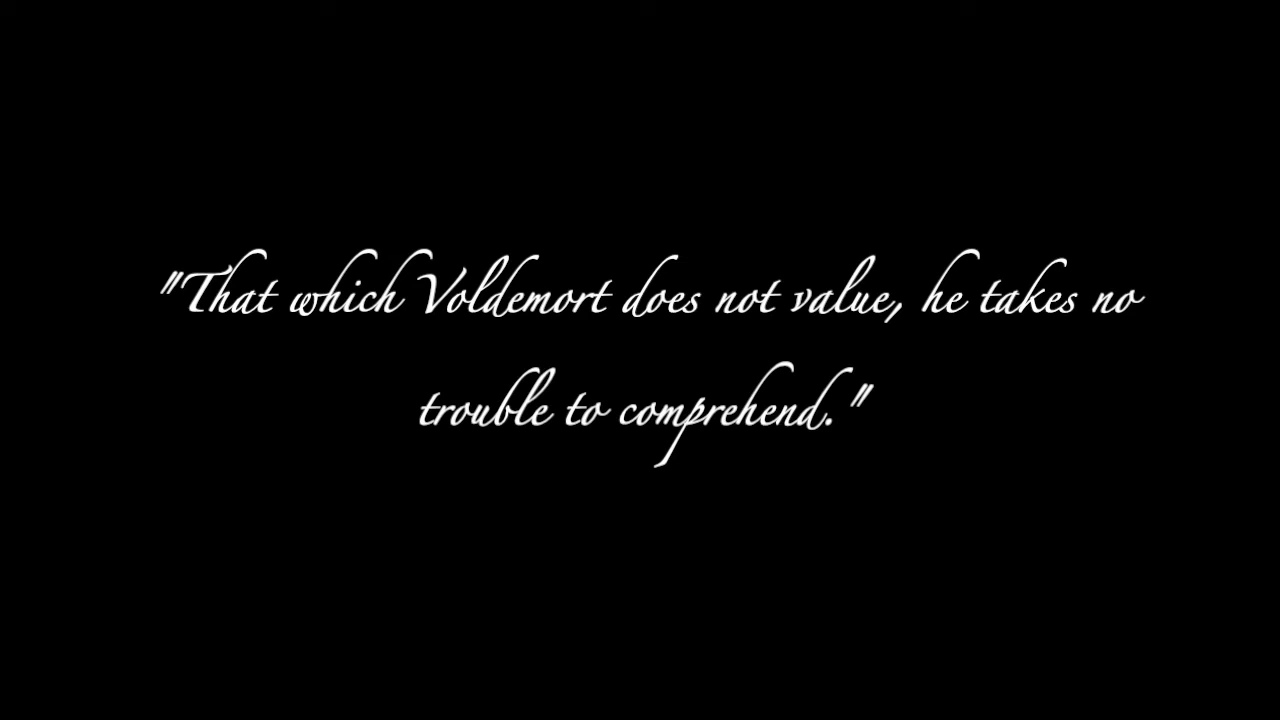 "That which Voldemort does not value, he takes no
trouble to comprehend."